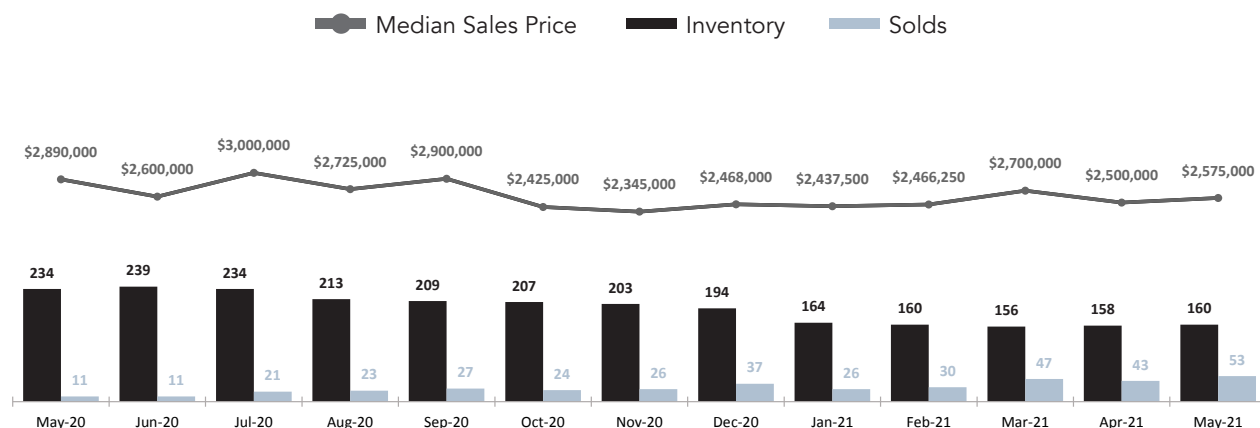 Median Sales Price Inventory Solds
$2,890,000 $2,600,000 $3,000,000 $2,725,000 $2,900,000 $2,425,000 $2,345,000 $2,468,000 $2,437,500 $2,466,250 $2,700,000 $2,500,000 $2,575,000
234 239 234 213 209 207 203 194 164 160 156 158 160
11 11 21 23 27 24 26 37 26 30 47 43 53
May-20 Jun-20 Jul-20 Aug-20 Sep-20 Oct-20 Nov-20 Dec-20 Jan-21 Feb-21 Mar-21 Apr-21 May-21